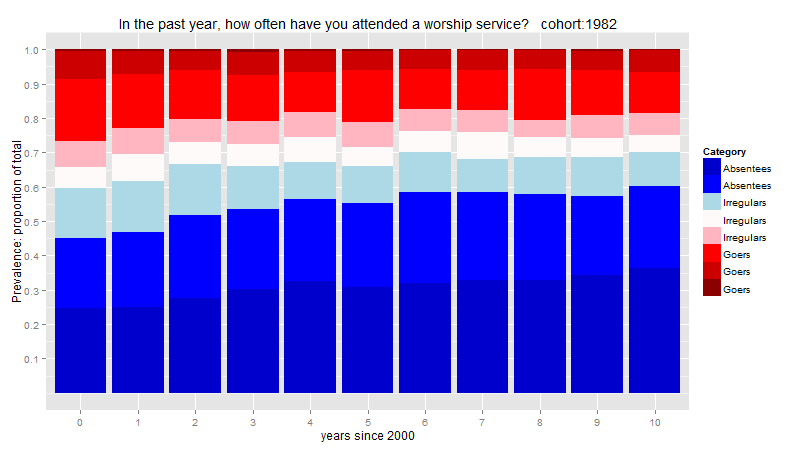 In the past year, how often have you attended a worship service?   cohort:1982
Prevalence: proportion of total
1.0
0.9
0.8
0.7
0.6
0.5
0.4
0.3
0.2
0.1
0 1 2 3 4 5 6 7 8 9 10
years since 2000
Category
Absentees
Absentees
Irregulars
Irregulars
Irregulars
Goers
Goers
Goers